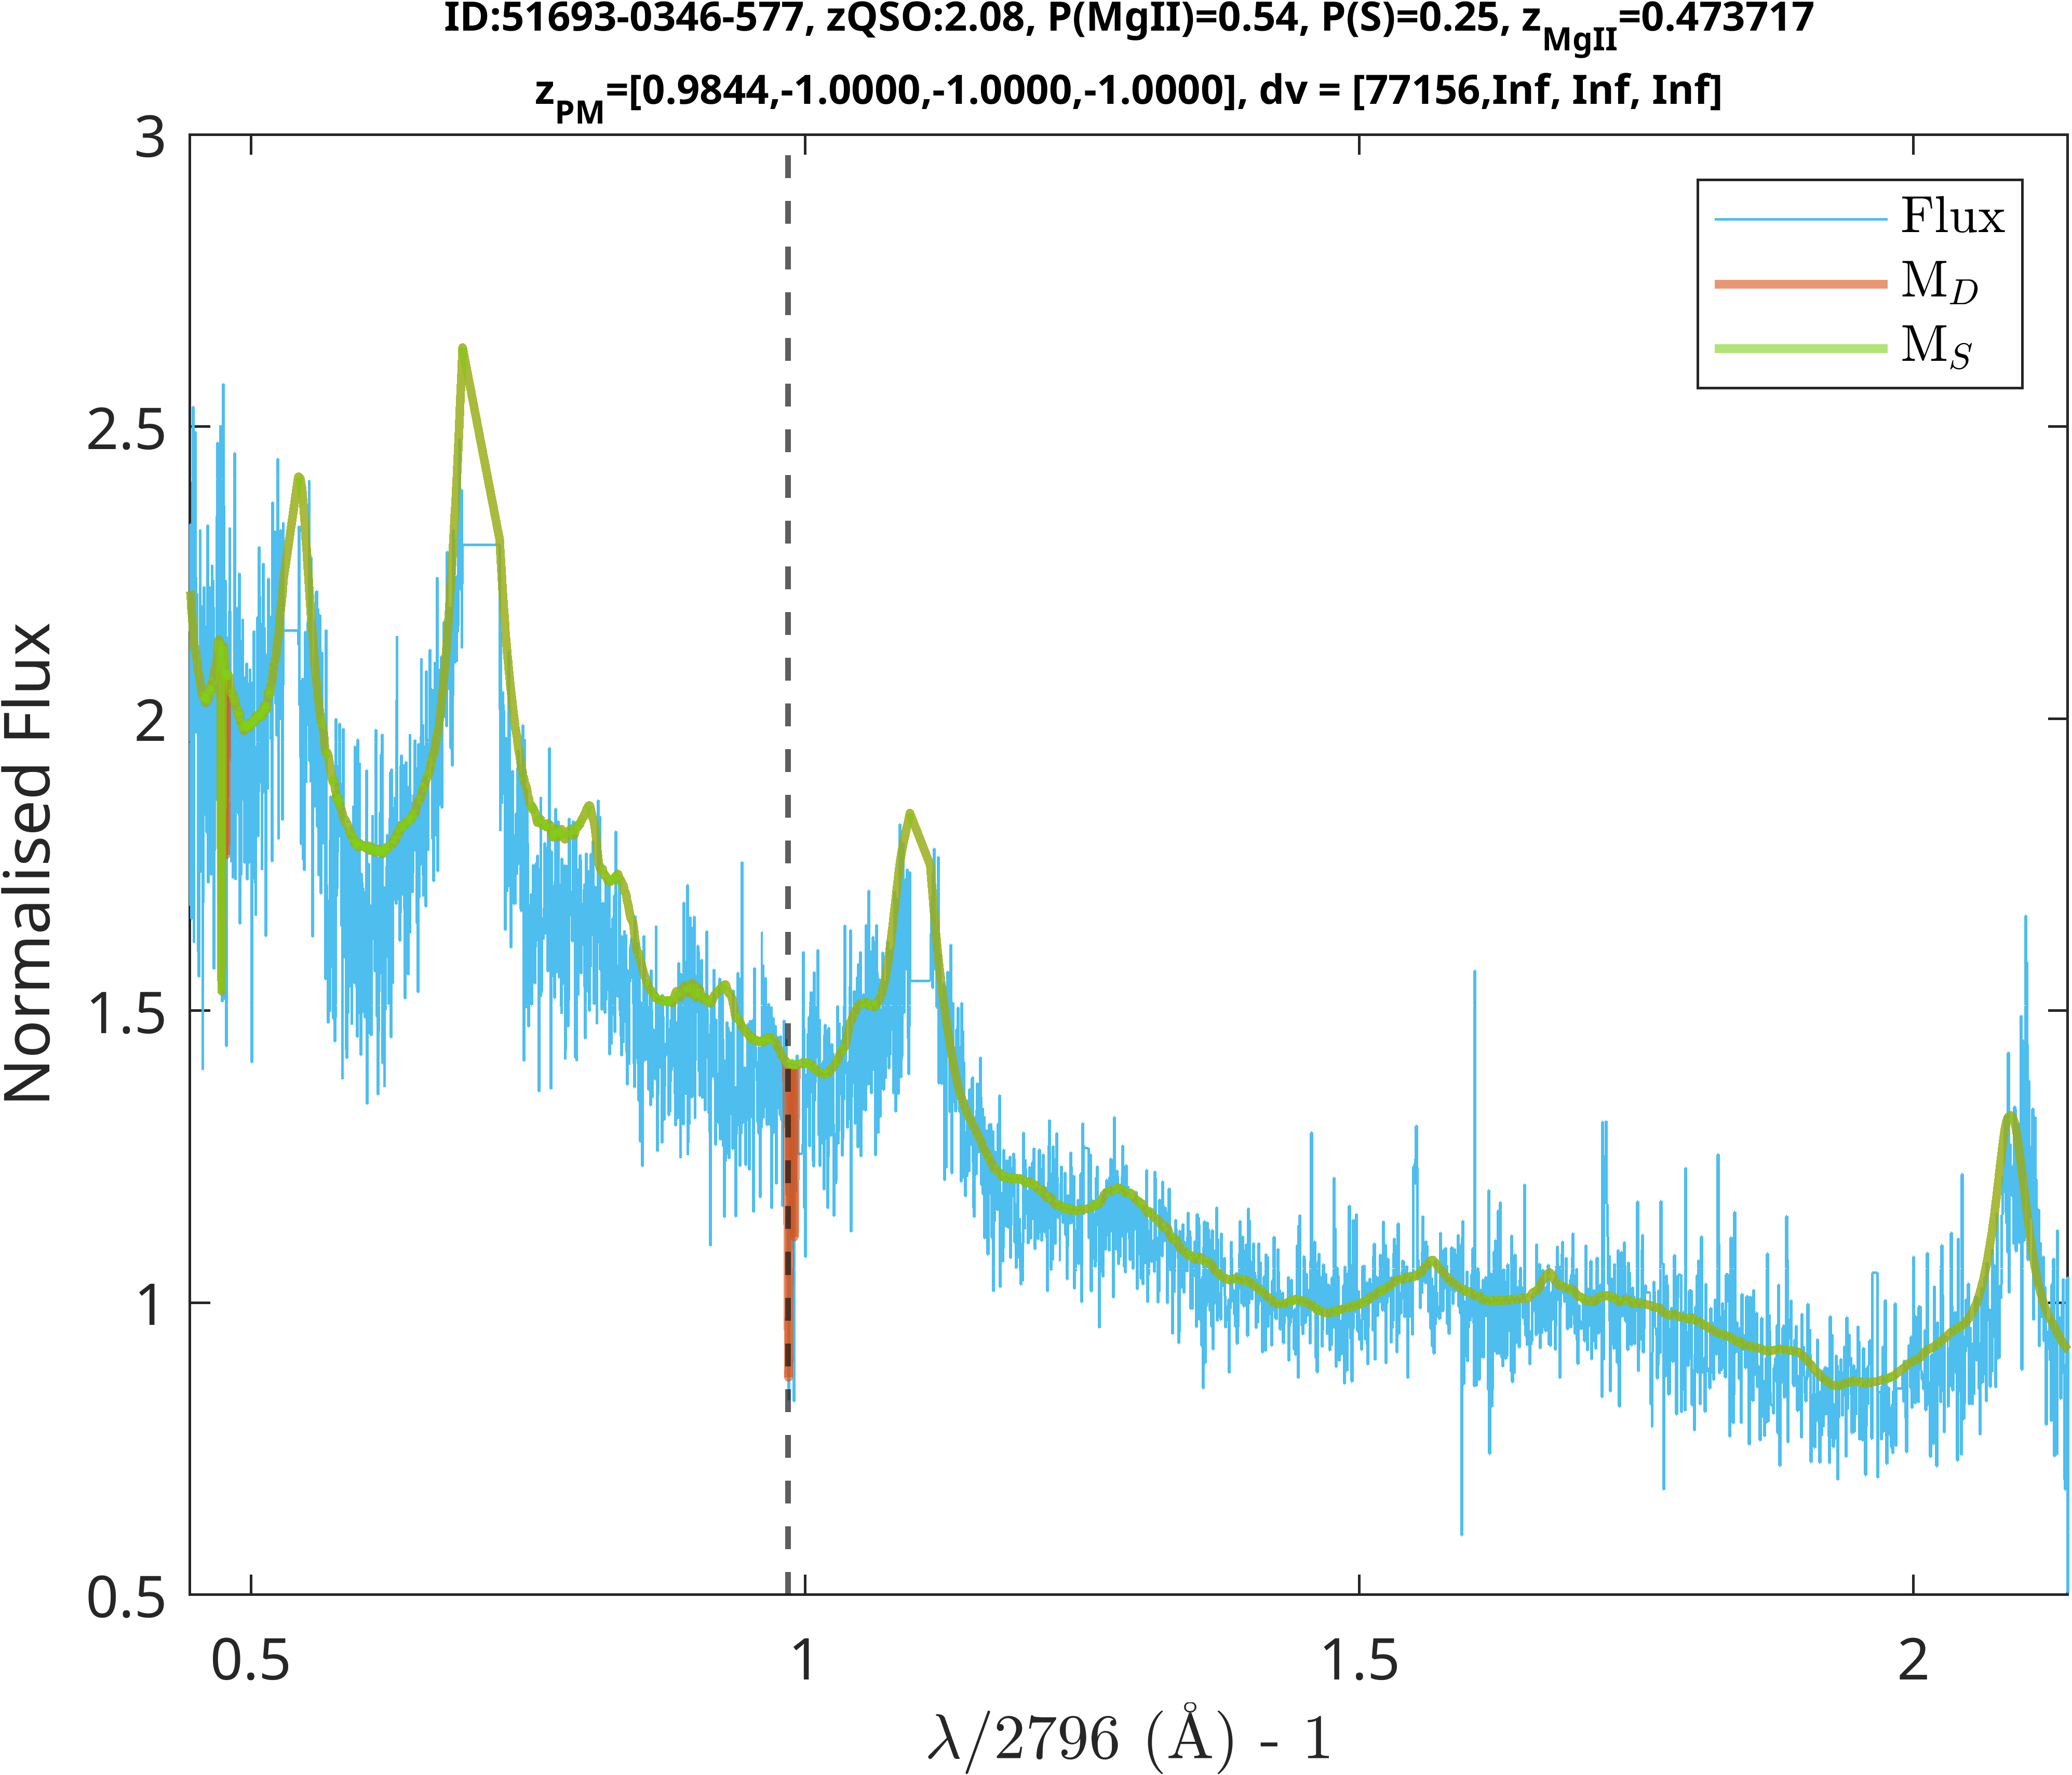 ID:51693-0346-577, zQSO:2.08, P(MgII)=0.54, P(S)=0.25, zMgII=0.473717
zPM=[0.9844,-1.0000,-1.0000,-1.0000], dv = [77156,Inf, Inf, Inf]
3
2.5
2
1.5
1
0.5
Normalised Flux
Flux
MD
MS
0.5
1
1.5
2
λ/2796 (Å) - 1